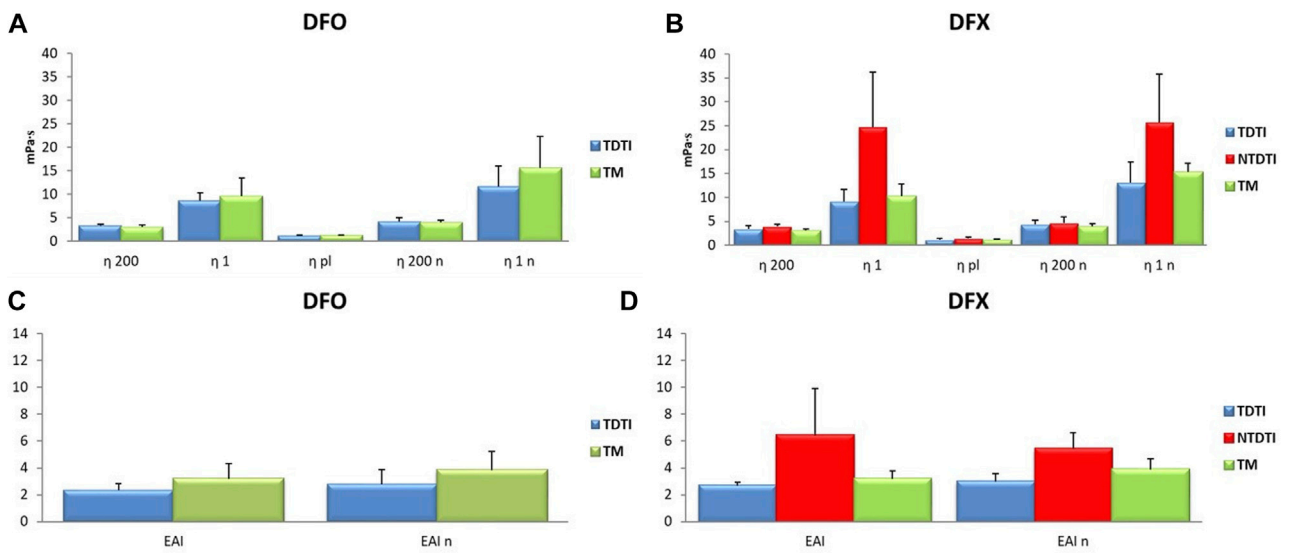 A
DFO
40
35
30
25
20
15
10
5
0
mPa·s
η 200
η 1
η pl
η 200 n
η 1 n
TDTI
TM
B
DFX
40
35
30
25
20
15
10
5
0
mPa·s
η 200
η 1
η pl
η 200 n
η 1 n
TDTI
NTDTI
TM
C
DFO
14
12
10
8
6
4
2
0
EAI
EAI n
TDTI
TM
D
DFX
14
12
10
8
6
4
2
0
EAI
EAI n
TDTI
NTDTI
TM